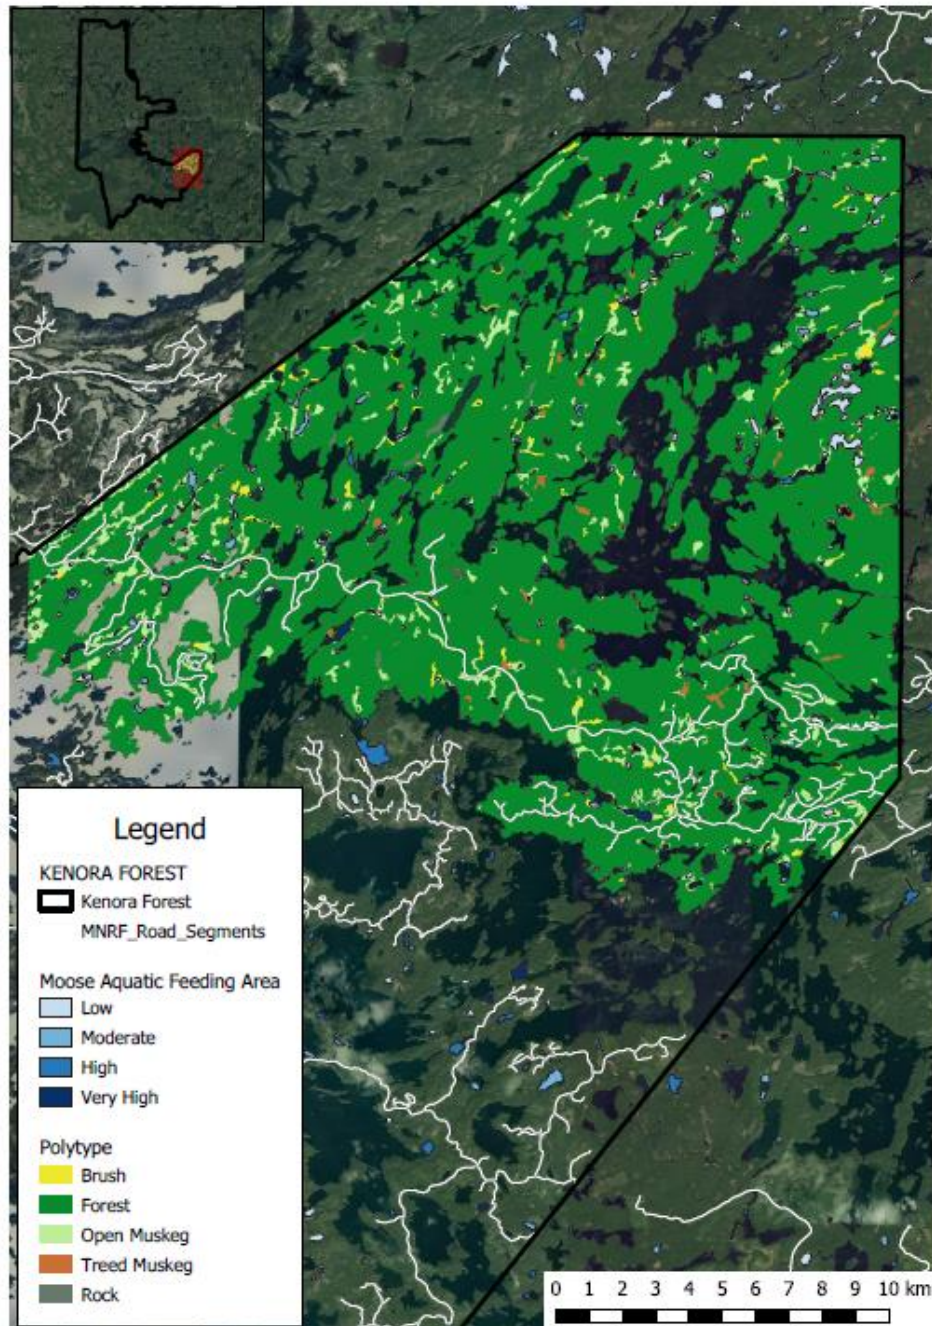 Legend
KENORA FOREST
Kenora Forest
MNRF_Road_Segments
Moose Aquatic Feeding Area
Low
Moderate
High
Very High
Polytype
Brush
Forest
Open Muskeg
Treed Muskeg
Rock
0 1 2 3 4 5 6 7 8 9 10 km